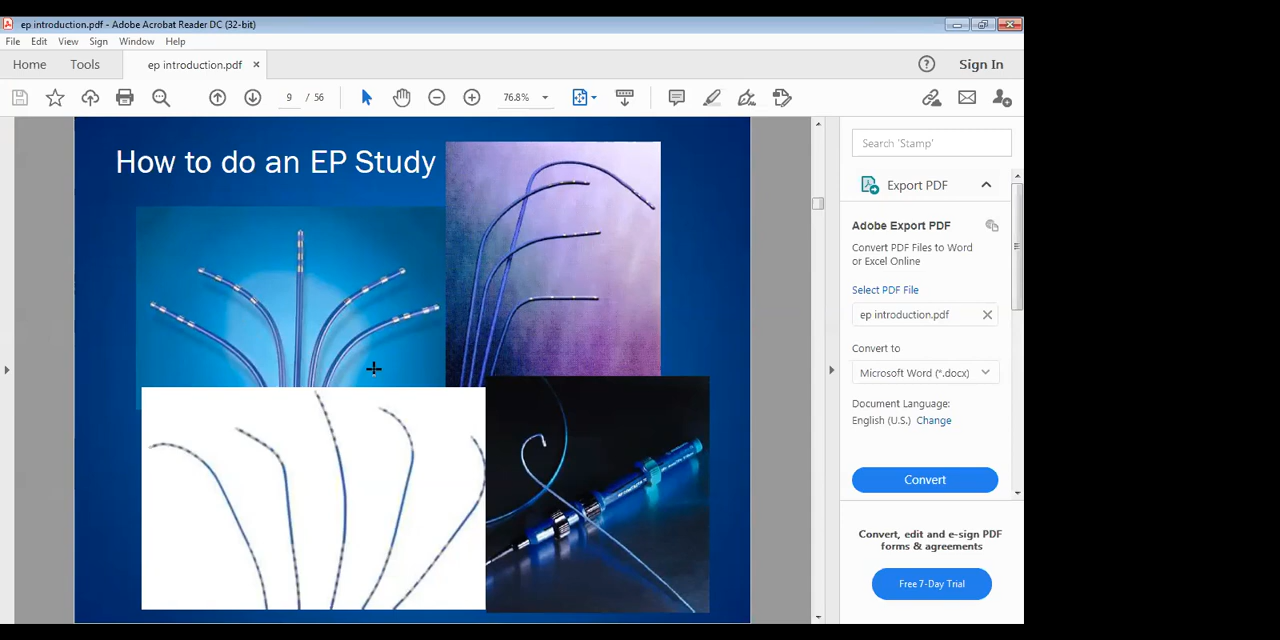 ep introduction.pdf - Adobe Acrobat Reader DC (32-bit)
File Edit View Sign Window Help
Home Tools ep introduction.pdf × Sign In
9 / 56 76.8%
How to do an EP Study
Search 'Stamp'
Export PDF
Adobe Export PDF
Convert PDF Files to Word
or Excel Online
Select PDF File
ep introduction.pdf
Convert to
Microsoft Word (*.docx)
Document Language:
English (U.S.) Change
Convert
Convert, edit and e-sign PDF
forms & agreements
Free 7-Day Trial